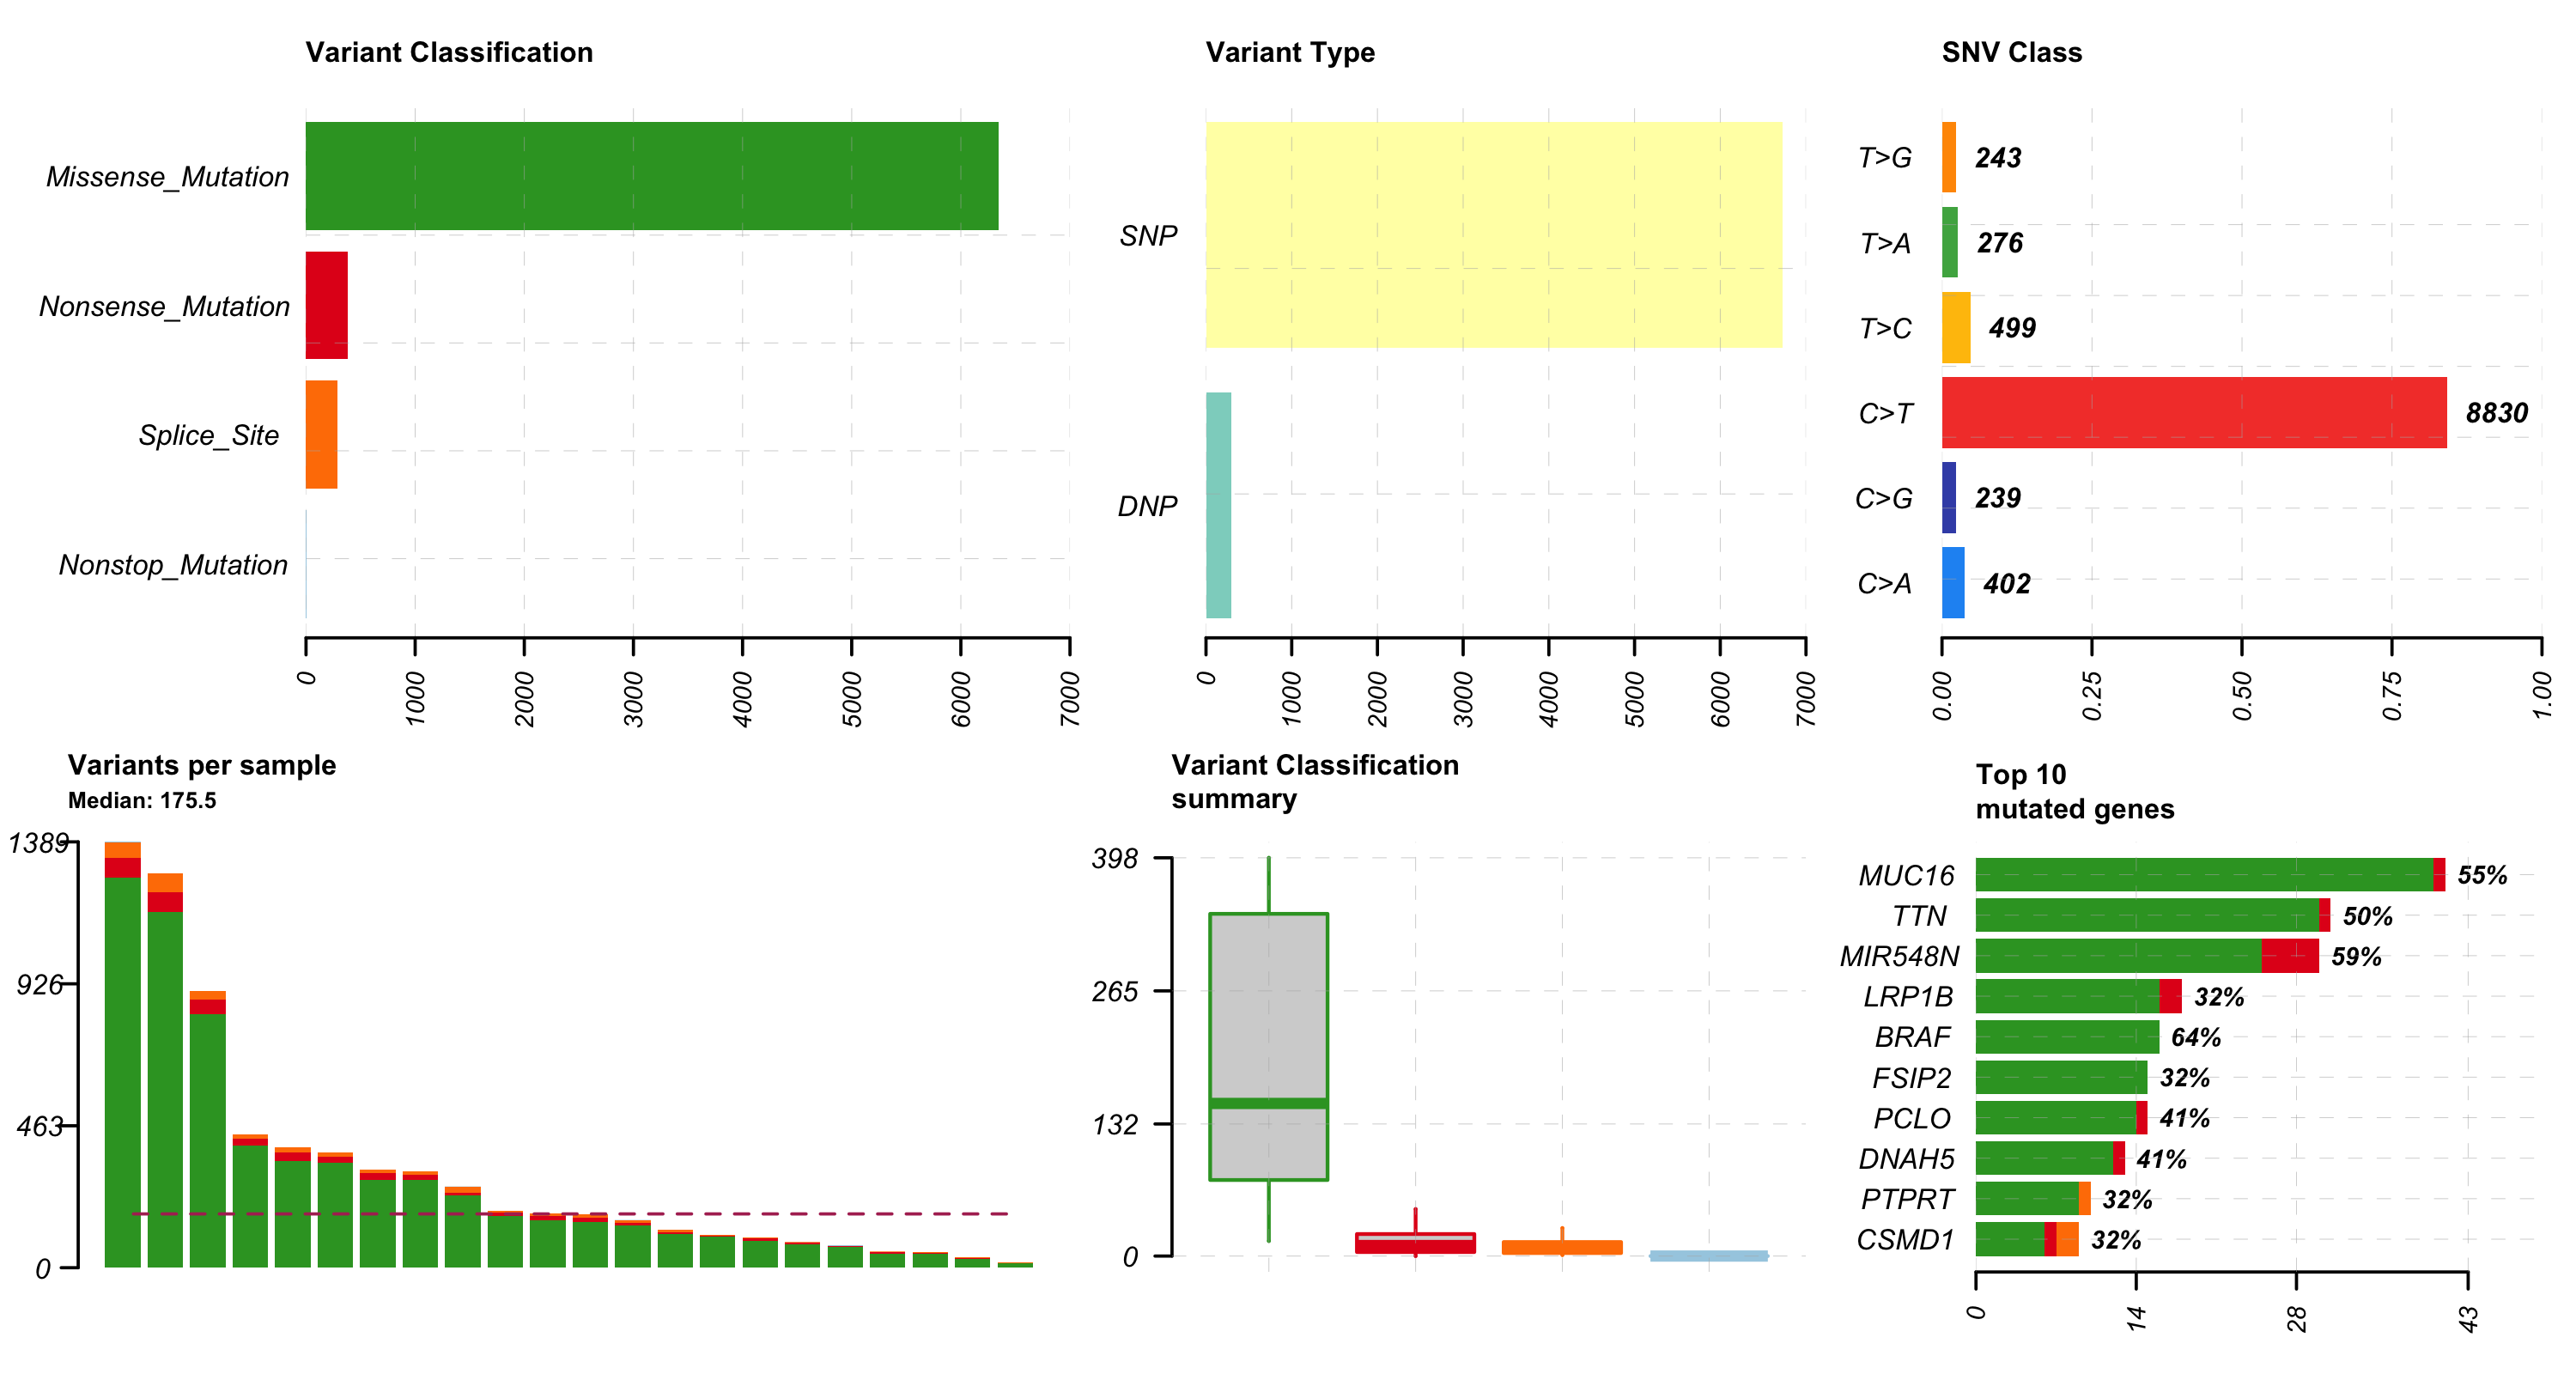 Variant Classification
Missense_Mutation
Nonsense_Mutation
Splice_Site
Nonstop_Mutation
0 1000 2000 3000 4000 5000 6000 7000
Variant Type
SNP
DNP
0 1000 2000 3000 4000 5000 6000 7000
SNV Class
T>G 243
T>A 276
T>C 499
C>T 8830
C>G 239
C>A 402
0.00 0.25 0.50 0.75 1.00
Variants per sample
Median: 175.5
1389
926
463
0
Variant Classification
summary
398
265
132
0
Top 10
mutated genes
MUC16 55%
TTN 50%
MIR548N 59%
LRP1B 32%
BRAF 64%
FSIP2 32%
PCLO 41%
DNAH5 41%
PTPRT 32%
CSMD1 32%
0 14 28 43